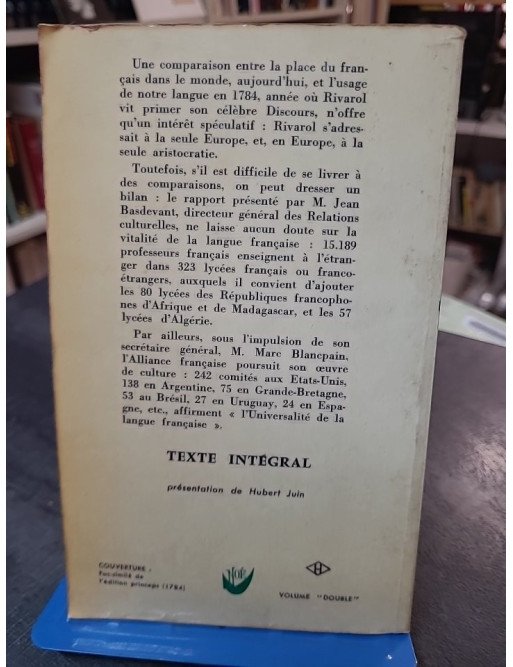 Une comparaison entre la place du fran-
çais dans le monde, aujourd'hui, et l'usage
de notre langue en 1784, année où Rivarol
vit primer son célèbre Discours, n'offre
qu'un intérêt spéculatif : Rivarol s'adres-
sait à la seule Europe, et, en Europe, à la
seule aristocratie.
Toutefois, s'il est difficile de se livrer à
des comparaisons, on peut dresser un
bilan : le rapport présenté par M. Jean
Basdevant, directeur général des Relations
culturelles, ne laisse aucun doute sur la
vitalité de la langue française : 15.189
professeurs français enseignent à l'étran-
ger dans 323 lycées français ou franco-
étrangers, auxquels il convient d'ajouter
les 80 lycées des Républiques francopho-
nes d'Afrique et de Madagascar, et les 57
lycées d'Algérie.
Par ailleurs, sous l'impulsion de son
secrétaire général, M. Marc Blancpain,
l'Alliance française poursuit son œuvre
de culture : 242 comités aux Etats-Unis,
138 en Argentine, 75 en Grande-Bretagne,
53 au Brésil, 27 en Uruguay, 24 en Espa-
gne, etc., affirment « l'Universalité de la
langue française ».
TEXTE INTÉGRAL
présentation de Hubert Juin
COUVERTURE :
Fac-similé de
l'édition princeps (1784)
VOLUME "DOUBLE"